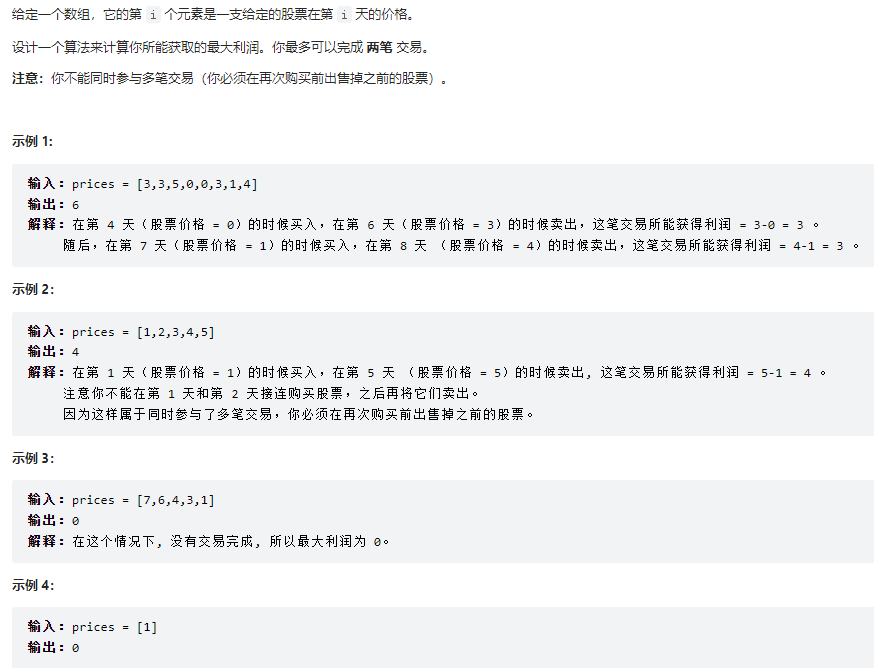 给定一个数组，它的第 i 个元素是一支给定的股票在第 i 天的价格。
设计一个算法来计算你所能获取的最大利润。你最多可以完成 两笔 交易。
注意：你不能同时参与多笔交易（你必须在再次购买前出售掉之前的股票）。
示例 1:
输入：prices = [3,3,5,0,0,3,1,4]
输出：6
解释：在第 4 天（股票价格 = 0）的时候买入，在第 6 天（股票价格 = 3）的时候卖出，这笔交易所能获得利润 = 3-0 = 3 。
随后，在第 7 天（股票价格 = 1）的时候买入，在第 8 天 （股票价格 = 4）的时候卖出，这笔交易所能获得利润 = 4-1 = 3 。
示例 2：
输入：prices = [1,2,3,4,5]
输出：4
解释：在第 1 天（股票价格 = 1）的时候买入，在第 5 天 （股票价格 = 5）的时候卖出, 这笔交易所能获得利润 = 5-1 = 4 。
注意你不能在第 1 天和第 2 天接连购买股票，之后再将它们卖出。
因为这样属于同时参与了多笔交易，你必须在再次购买前出售掉之前的股票。
示例 3：
输入：prices = [7,6,4,3,1]
输出：0
解释：在这个情况下, 没有交易完成, 所以最大利润为 0。
示例 4：
输入：prices = [1]
输出：0